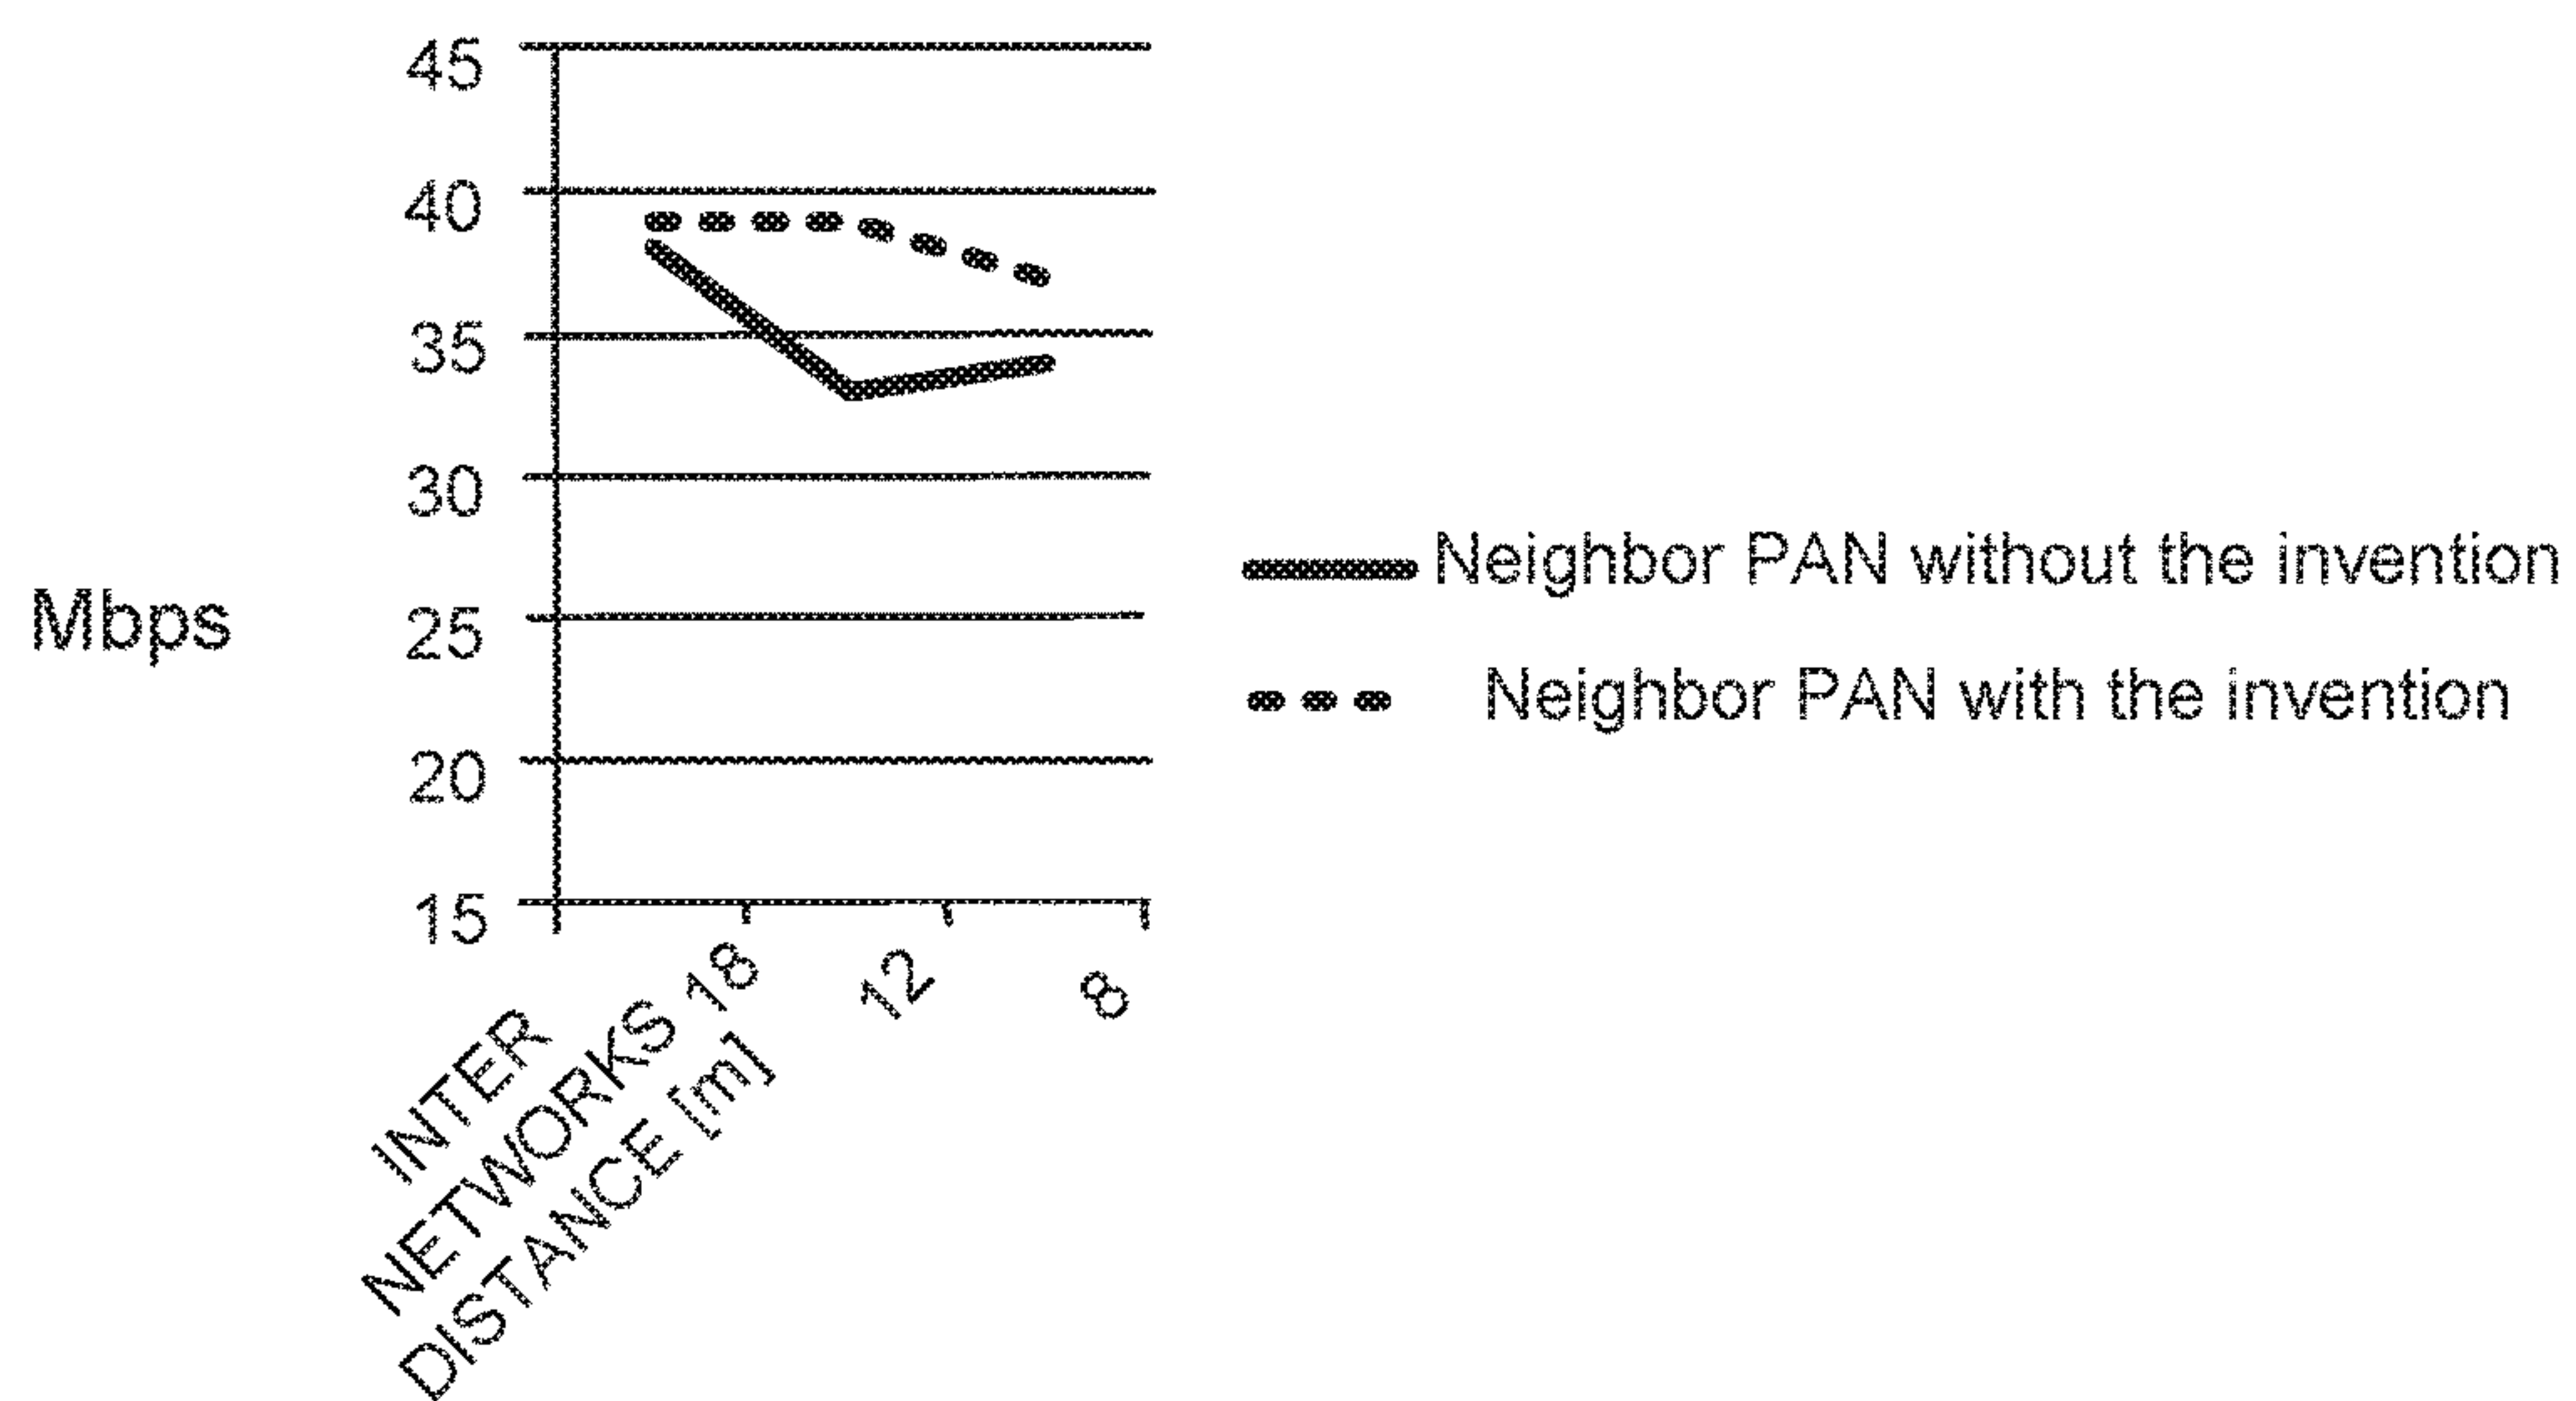 45
40
35
30
25
20
15
Mbps
18
12
8
INTER
NETWORKS
DISTANCE [m]
Neighbor PAN without the invention
Neighbor PAN with the invention